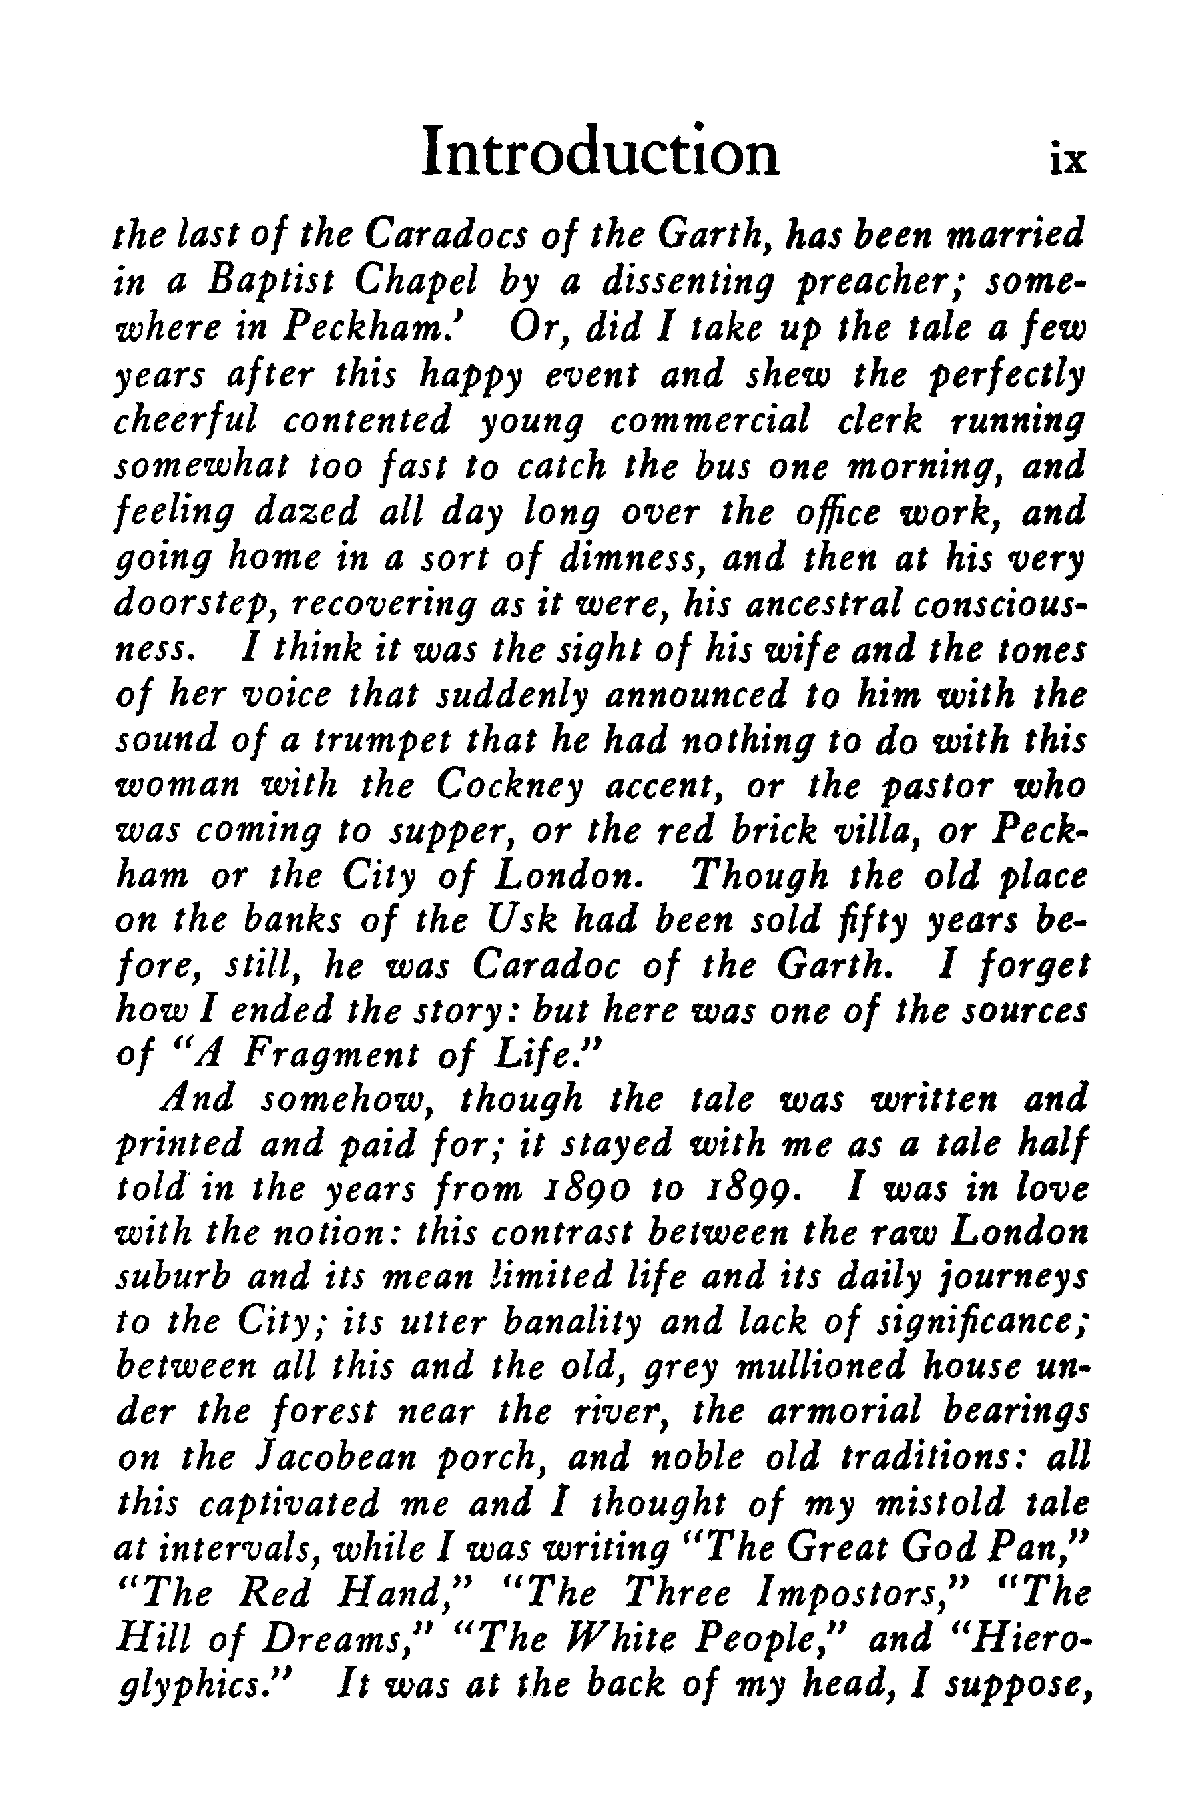 Introduction ix
the last of the Caradocs of the Garth, has been married
in a Baptist Chapel by a dissenting preacher; some-
where in Peckham.' Or, did I take up the tale a few
years after this happy event and shew the perfectly
cheerful contented young commercial clerk running
somewhat too fast to catch the bus one morning, and
feeling dazed all day long over the office work, and
going home in a sort of dimness, and then at his very
doorstep, recovering as it were, his ancestral conscious-
ness. I think it was the sight of his wife and the tones
of her voice that suddenly announced to him with the
sound of a trumpet that he had nothing to do with this
woman with the Cockney accent, or the pastor who
was coming to supper, or the red brick villa, or Peck-
ham or the City of London. Though the old place
on the banks of the Usk had been sold fifty years be-
fore, still, he was Caradoc of the Garth. I forget
how I ended the story: but here was one of the sources
of "A Fragment of Life."
And somehow, though the tale was written and
printed and paid for; it stayed with me as a tale half
told in the years from 1890 to 1899. I was in love
with the notion: this contrast between the raw London
suburb and its mean limited life and its daily journeys
to the City; its utter banality and lack of significance;
between all this and the old, grey mullioned house un-
der the forest near the river, the armorial bearings
on the Jacobean porch, and noble old traditions: all
this captivated me and I thought of my mistold tale
at intervals, while I was writing "The Great God Pan,"
"The Red Hand," "The Three Impostors," "The
Hill of Dreams," "The White People," and "Hiero-
glyphics." It was at the back of my head, I suppose,